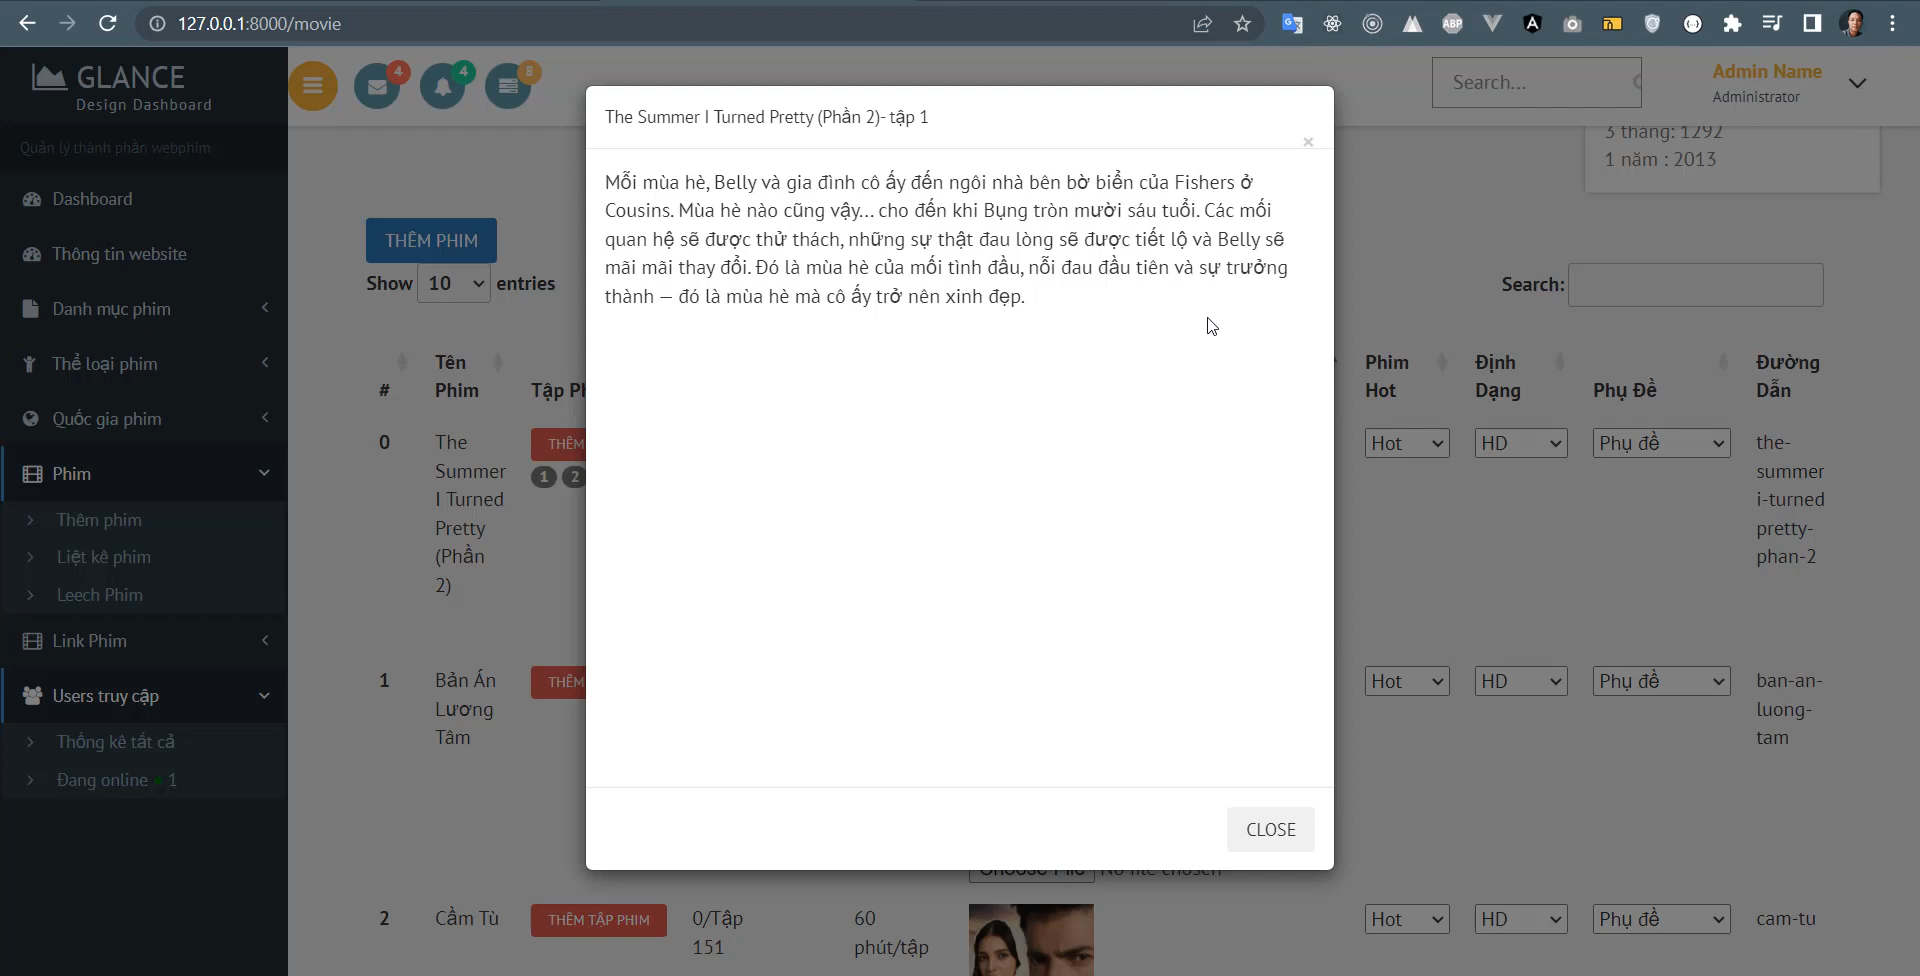 127.0.0.1:8000/movie
GLANCE
Design Dashboard
4
4
8
Search...
Admin Name
Administrator
Quản lý thành phần webphim
Dashboard
Thông tin website
Danh mục phim
Thể loại phim
Quốc gia phim
Phim
Thêm phim
Liệt kê phim
Leech Phim
Link Phim
Users truy cập
Thống kê tất cả
Đang online 1
3 tháng: 1292
1 năm : 2013
THÊM PHIM
Show 10 entries
Search:
The Summer I Turned Pretty (Phần 2)- tập 1
×
Mỗi mùa hè, Belly và gia đình cô ấy đến ngôi nhà bên bờ biển của Fishers ở
Cousins. Mùa hè nào cũng vậy... cho đến khi Bụng tròn mười sáu tuổi. Các mối
quan hệ sẽ được thử thách, những sự thật đau lòng sẽ được tiết lộ và Belly sẽ
mãi mãi thay đổi. Đó là mùa hè của mối tình đầu, nỗi đau đầu tiên và sự trưởng
thành — đó là mùa hè mà cô ấy trở nên xinh đẹp.
CLOSE
# Tên Phim Tập Ph Phim Hot Định Dạng Phụ Đề Đường Dẫn
0 The Summer I Turned Pretty (Phần 2) THÊM 1 2 Hot HD Phụ đề the-summer i-turned pretty-phan-2
1 Bản Án Lương Tâm THÊM Hot HD Phụ đề ban-an-luong-tam
Choose File No file chosen
2 Cầm Tù THÊM TẬP PHIM 0/Tập 151 60 phút/tập Hot HD Phụ đề cam-tu